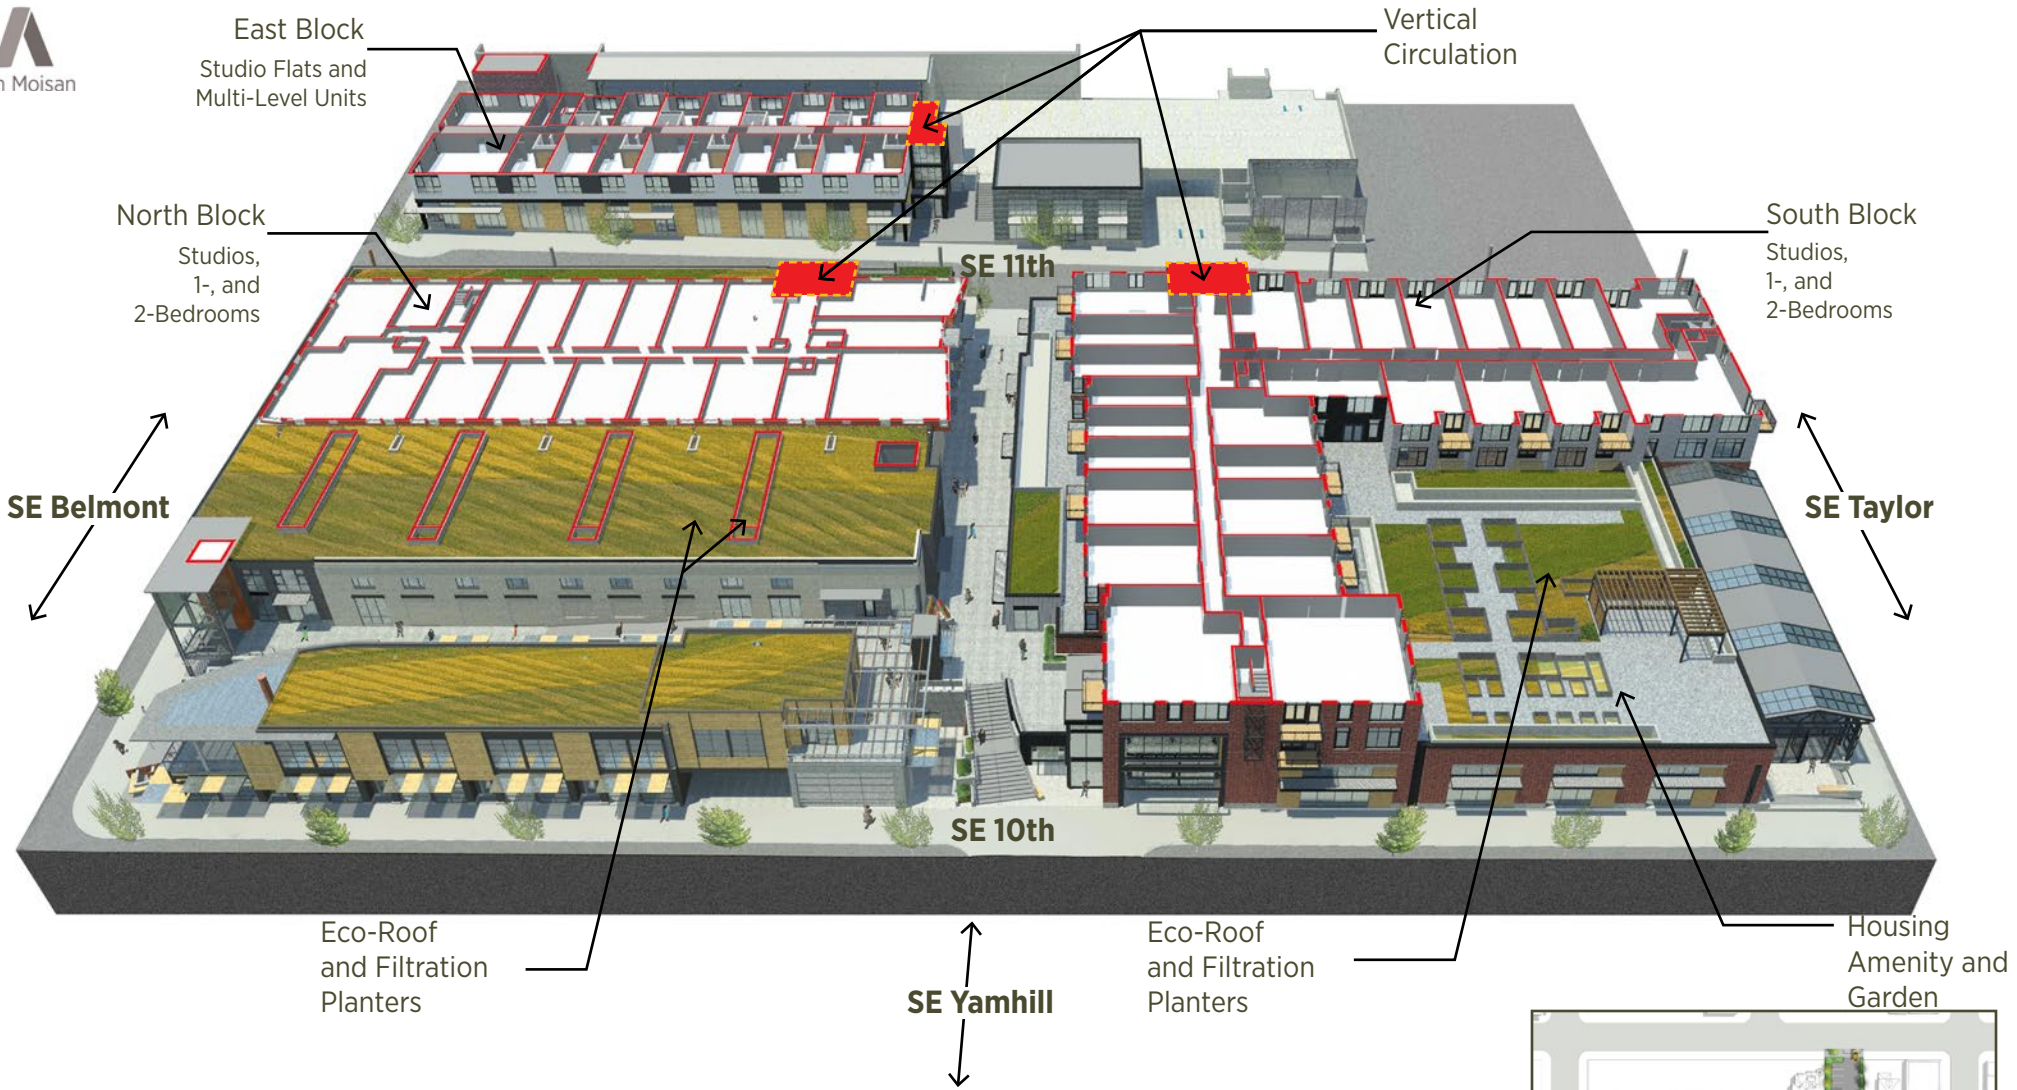 Moisan
East Block
Studio Flats and
Multi-Level Units
Vertical
Circulation
North Block
Studios,
1-, and
2-Bedrooms
South Block
Studios,
1-, and
2-Bedrooms
SE 11th
SE Belmont
SE Taylor
SE 10th
Eco-Roof
and Filtration
Planters
SE Yamhill
Eco-Roof
and Filtration
Planters
Housing
Amenity and
Garden